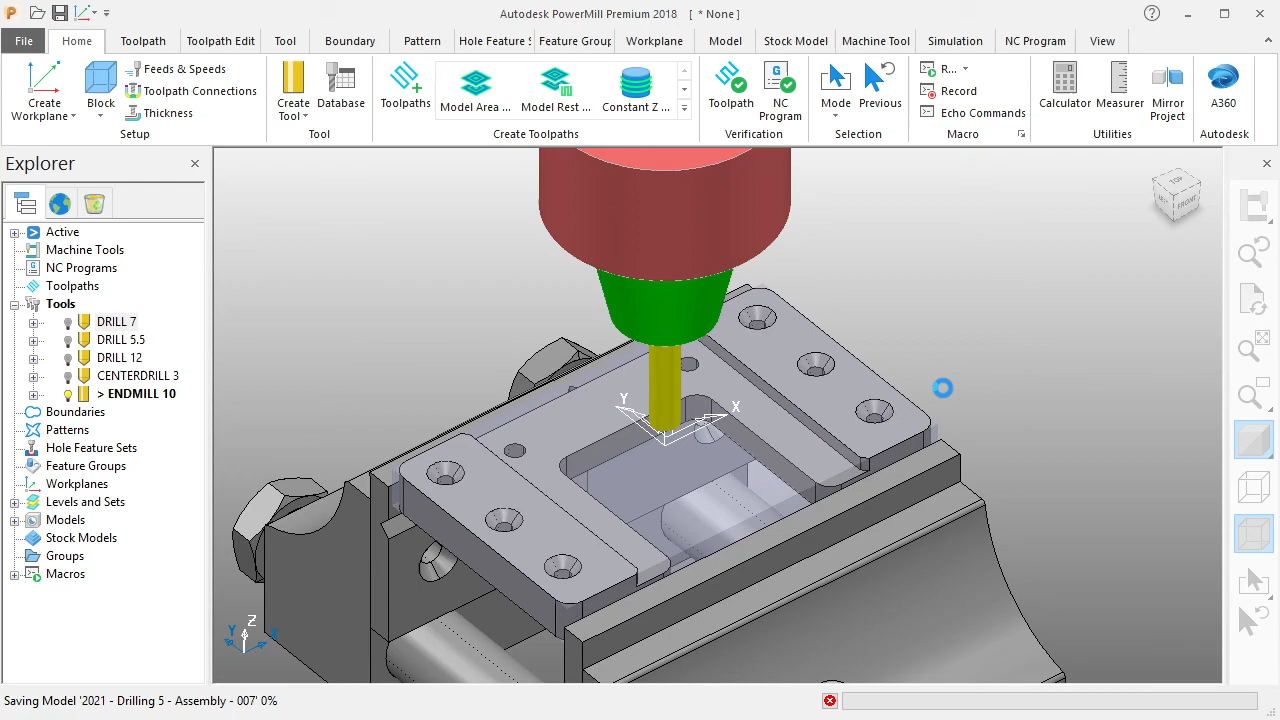 P
Autodesk PowerMill Premium 2018 [ * None ]
File
Home
Toolpath
Toolpath Edit
Tool
Boundary
Pattern
Hole Feature S
Feature Group
Workplane
Model
Stock Model
Machine Tool
Simulation
NC Program
View
Create
Workplane
Block
Feeds & Speeds
Toolpath Connections
Thickness
Setup
Create
Tool
Database
Tool
Toolpaths
Model Area ...
Model Rest ...
Constant Z ...
Create Toolpaths
Toolpath
G
NC
Program
Verification
Mode
Previous
Selection
R...
Record
Echo Commands
Macro
Calculator
Measurer
Mirror
Project
Utilities
A360
Autodesk
Explorer
Active
Machine Tools
NC Programs
Toolpaths
Tools
DRILL 7
DRILL 5.5
DRILL 12
CENTERDRILL 3
> ENDMILL 10
Boundaries
Patterns
Hole Feature Sets
Feature Groups
Workplanes
Levels and Sets
Models
Stock Models
Groups
Macros
TOP
LEFT
FRONT
Y
X
Z
Y
X
Saving Model '2021 - Drilling 5 - Assembly - 007' 0%